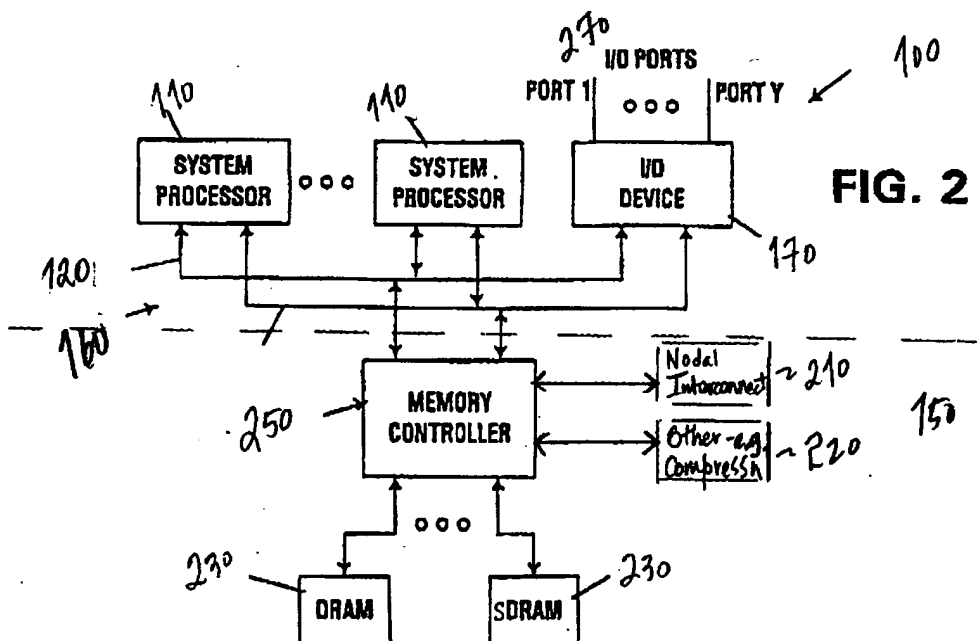 270
I/O PORTS
100
PORT 1
PORT Y
110
110
SYSTEM
PROCESSOR
SYSTEM
PROCESSOR
I/O
DEVICE
FIG. 2
170
120
160
Nodal
Interconnect
210
MEMORY
CONTROLLER
250
150
Other-e.g.
220
230
230
DRAM
SDRAM